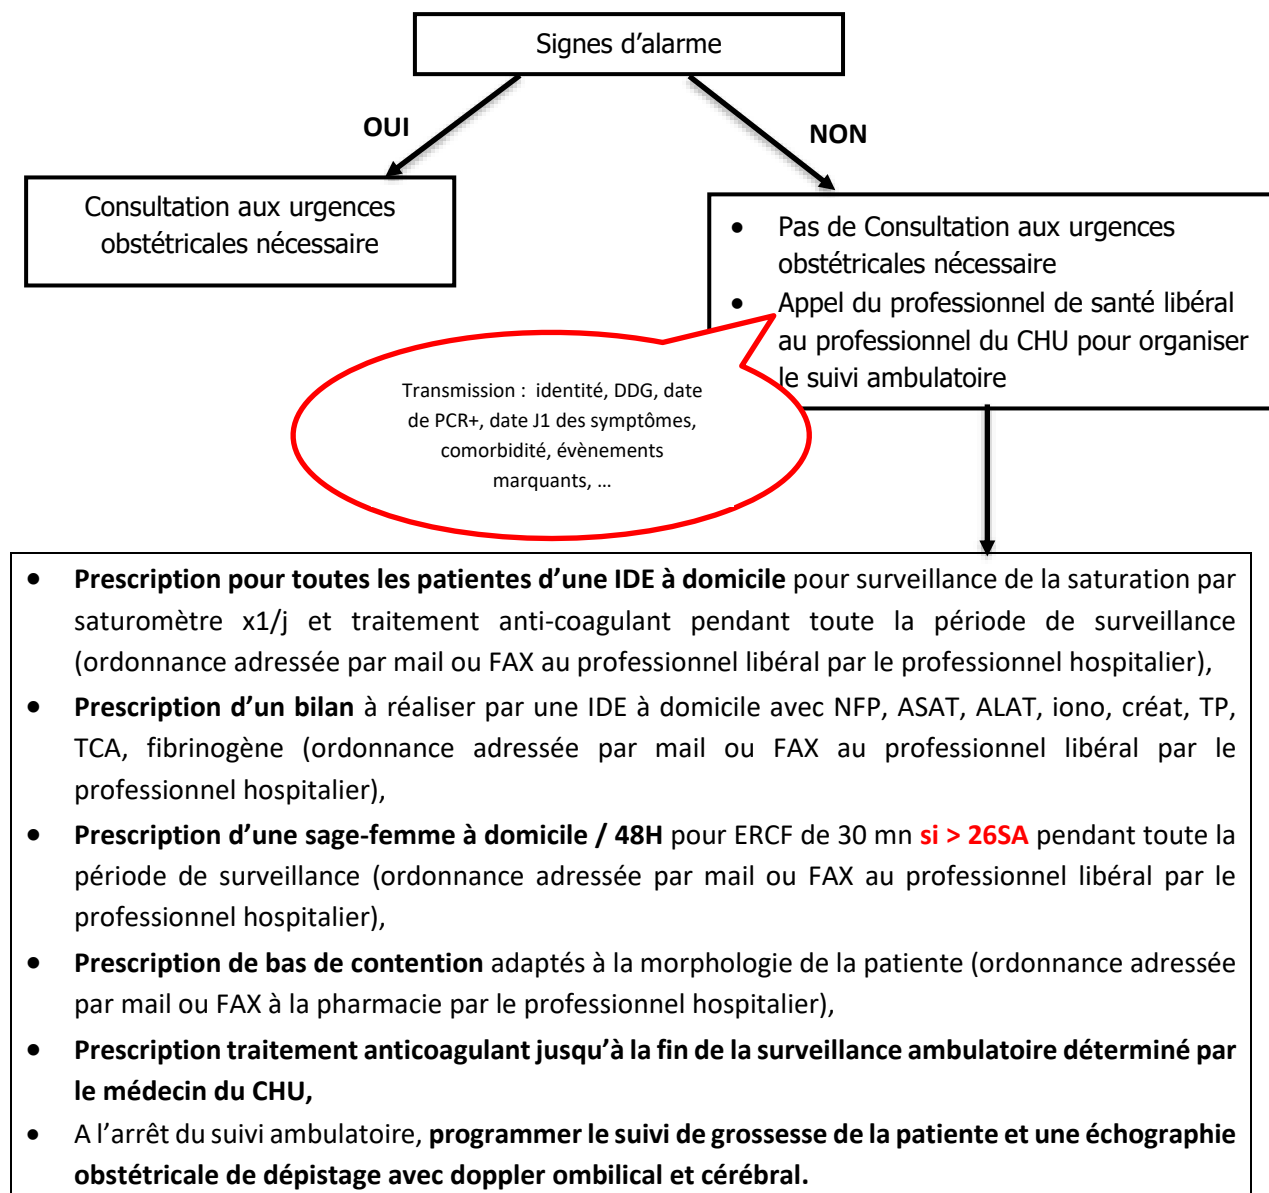 Signes d’alarme
OUI
NON
Consultation aux urgences
obstétricales nécessaire
• Pas de Consultation aux urgences
obstétricales nécessaire
• Appel du professionnel de santé libéral
au professionnel du CHU pour organiser
le suivi ambulatoire
Transmission : identité, DDG, date
de PCR+, date J1 des symptômes,
comorbidité, évènements
marquants, …
• Prescription pour toutes les patientes d’une IDE à domicile pour surveillance de la saturation par
saturomètre x1/j et traitement anti-coagulant pendant toute la période de surveillance
(ordonnance adressée par mail ou FAX au professionnel libéral par le professionnel hospitalier),
• Prescription d’un bilan à réaliser par une IDE à domicile avec NFP, ASAT, ALAT, iono, créat, TP,
TCA, fibrinogène (ordonnance adressée par mail ou FAX au professionnel libéral par le
professionnel hospitalier),
• Prescription d’une sage-femme à domicile / 48H pour ERCF de 30 mn si > 26SA pendant toute la
période de surveillance (ordonnance adressée par mail ou FAX au professionnel libéral par le
professionnel hospitalier),
• Prescription de bas de contention adaptés à la morphologie de la patiente (ordonnance adressée
par mail ou FAX à la pharmacie par le professionnel hospitalier),
• Prescription traitement anticoagulant jusqu’à la fin de la surveillance ambulatoire déterminé par
le médecin du CHU,
• A l’arrêt du suivi ambulatoire, programmer le suivi de grossesse de la patiente et une échographie
obstétricale de dépistage avec doppler ombilical et cérébral.